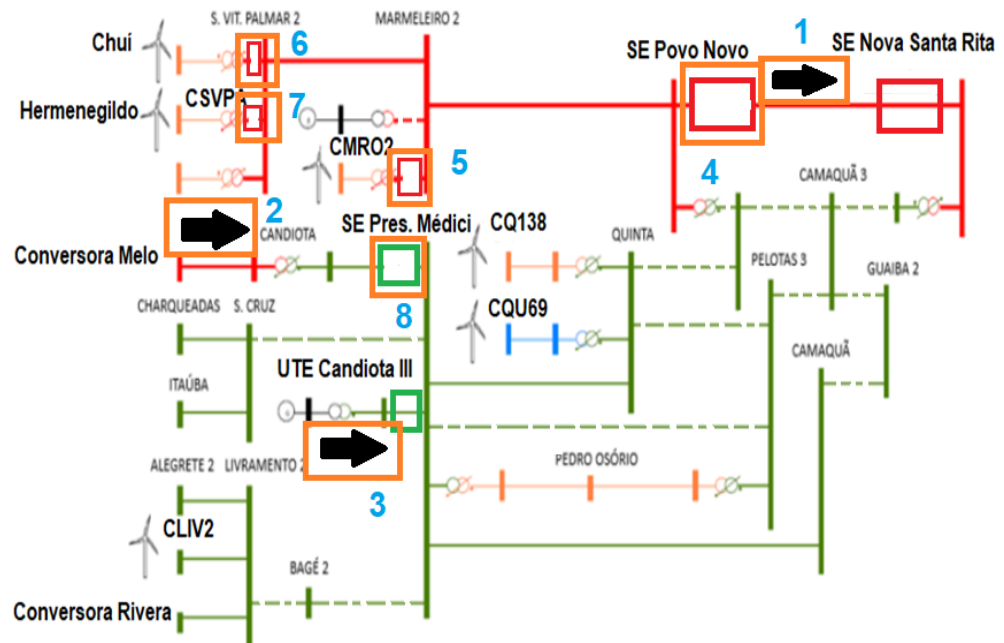 S. VIT. PALMAR 2
MARMELEIRO 2
Chuí
6
SE Povo Novo
1
SE Nova Santa Rita
Hermenegildo
CSVPA
7
CMRO2
5
4
CAMAQUÃ 3
2
CANDIOTA
SE Pres. Médici
CQ138
QUINTA
PELOTAS 3
Conversora Melo
GUAIBA 2
CHARQUEADAS
S. CRUZ
8
CQU69
CAMAQUÃ
ITAÚBA
UTE Candiota III
ALEGRETE 2
LIVRAMENTO 2
3
PEDRO OSÓRIO
CLIV2
BAGÉ 2
Conversora Rivera